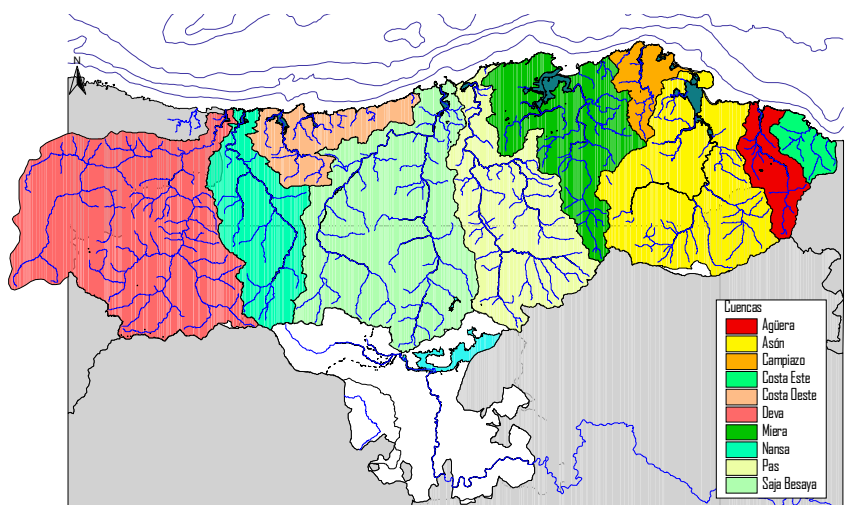 N
Cuencas
Agüera
Asón
Campiazo
Costa Este
Costa Oeste
Deva
Miera
Nansa
Pas
Saja Besaya